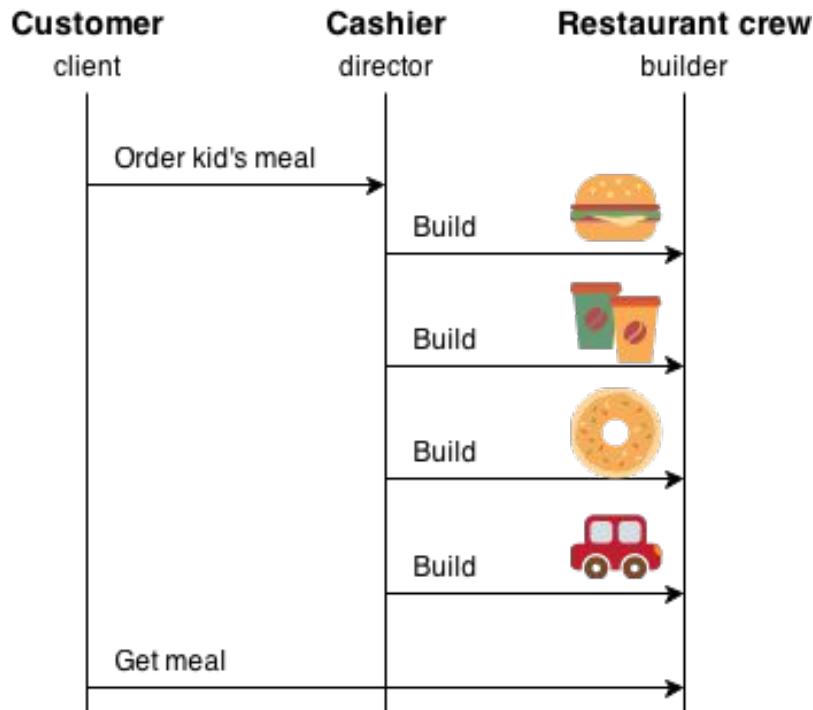 Customer Cashier Restaurant crew
client director builder
Order kid's meal
Build
Build
Build
Build
Get meal